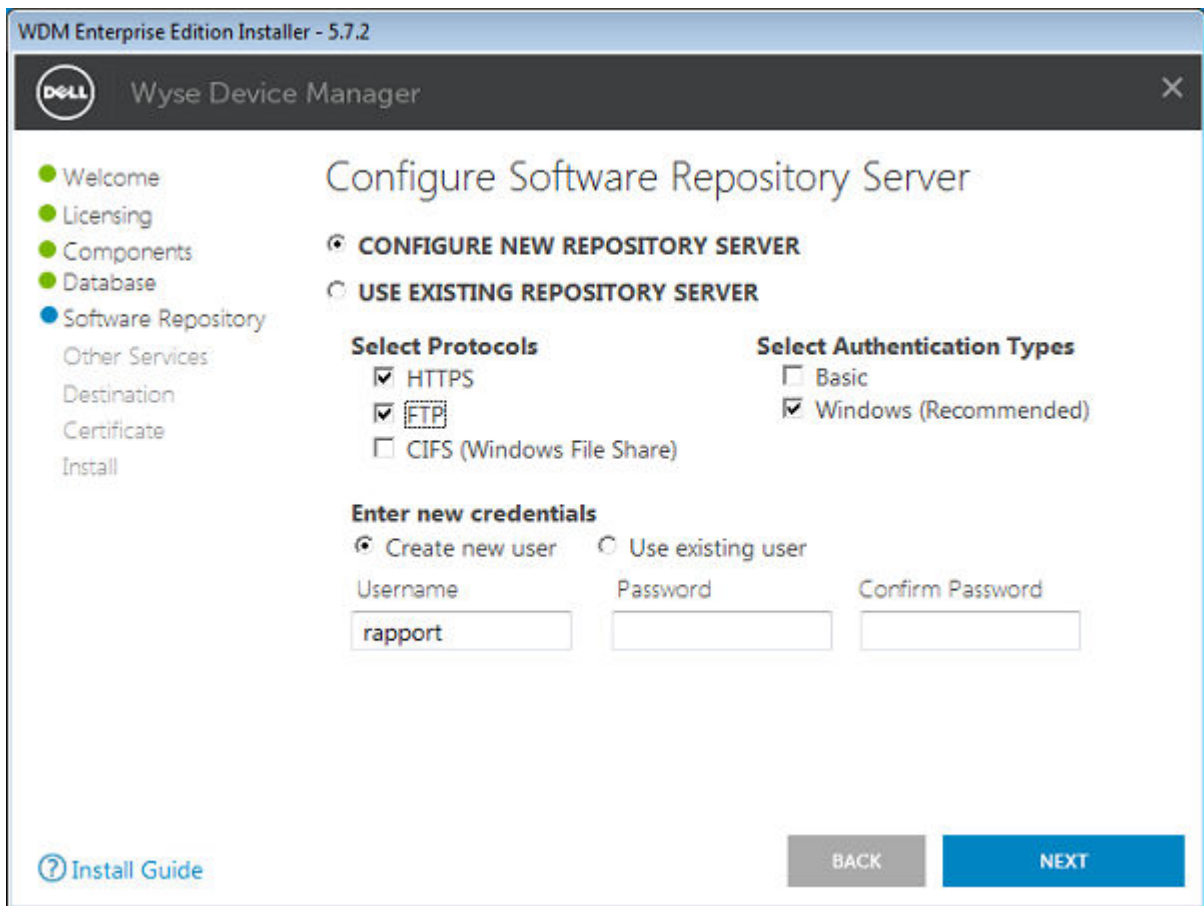 WDM Enterprise Edition Installer - 5.7.2
DELL Wyse Device Manager
Welcome
Licensing
Components
Database
Software Repository
Other Services
Destination
Certificate
Install
Configure Software Repository Server
CONFIGURE NEW REPOSITORY SERVER
USE EXISTING REPOSITORY SERVER
Select Protocols
HTTPS
FTP
CIFS (Windows File Share)
Select Authentication Types
Basic
Windows (Recommended)
Enter new credentials
Create new user Use existing user
Username Password Confirm Password
rapport
? Install Guide BACK NEXT